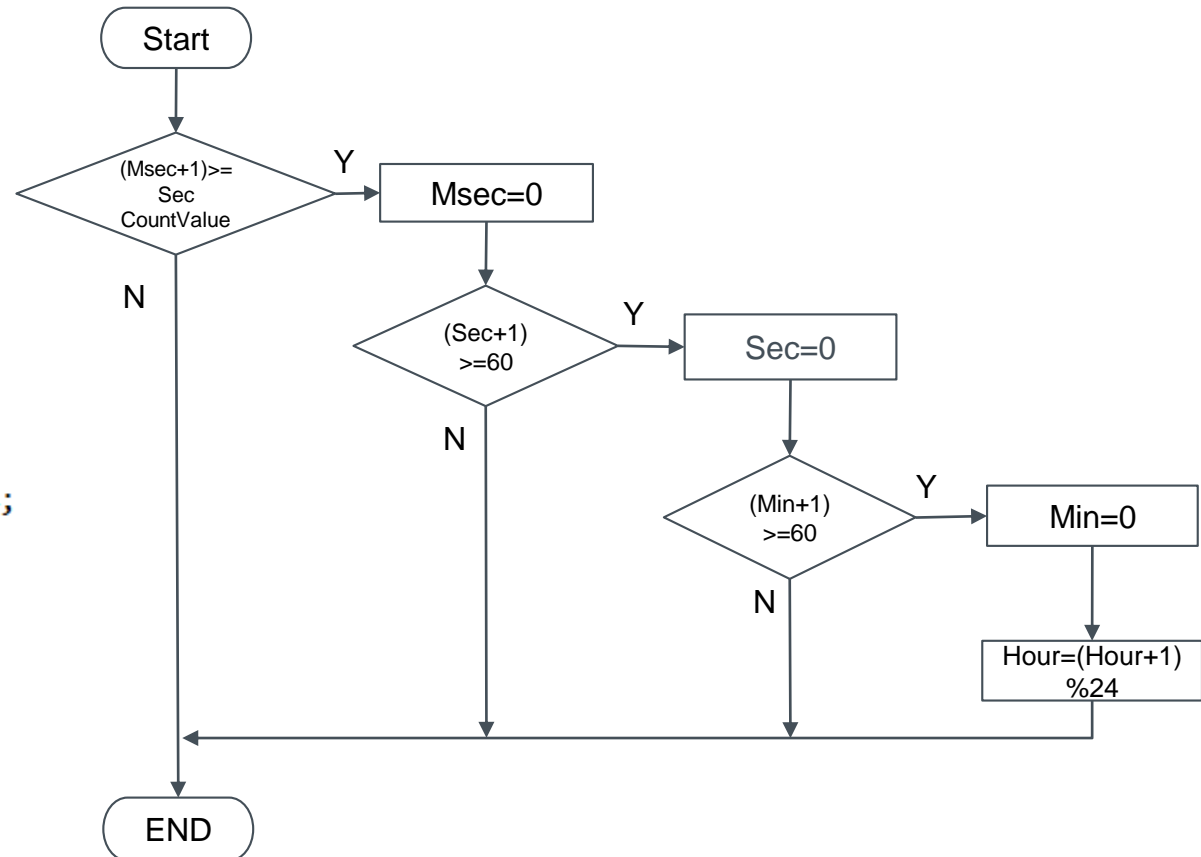 Start
(Msec+1)>=
Sec
CountValue
Y
Msec=0
N
(Sec+1)
>=60
Y
Sec=0
N
(Min+1)
>=60
Y
Min=0
N
Hour=(Hour+1)
%24
;
END